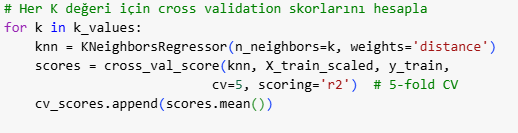 # Her K değeri için cross validation skorlarını hesapla
for k in k_values:
    knn = KNeighborsRegressor(n_neighbors=k, weights='distance')
    scores = cross_val_score(knn, X_train_scaled, y_train,
                             cv=5, scoring='r2')  # 5-fold CV
    cv_scores.append(scores.mean())